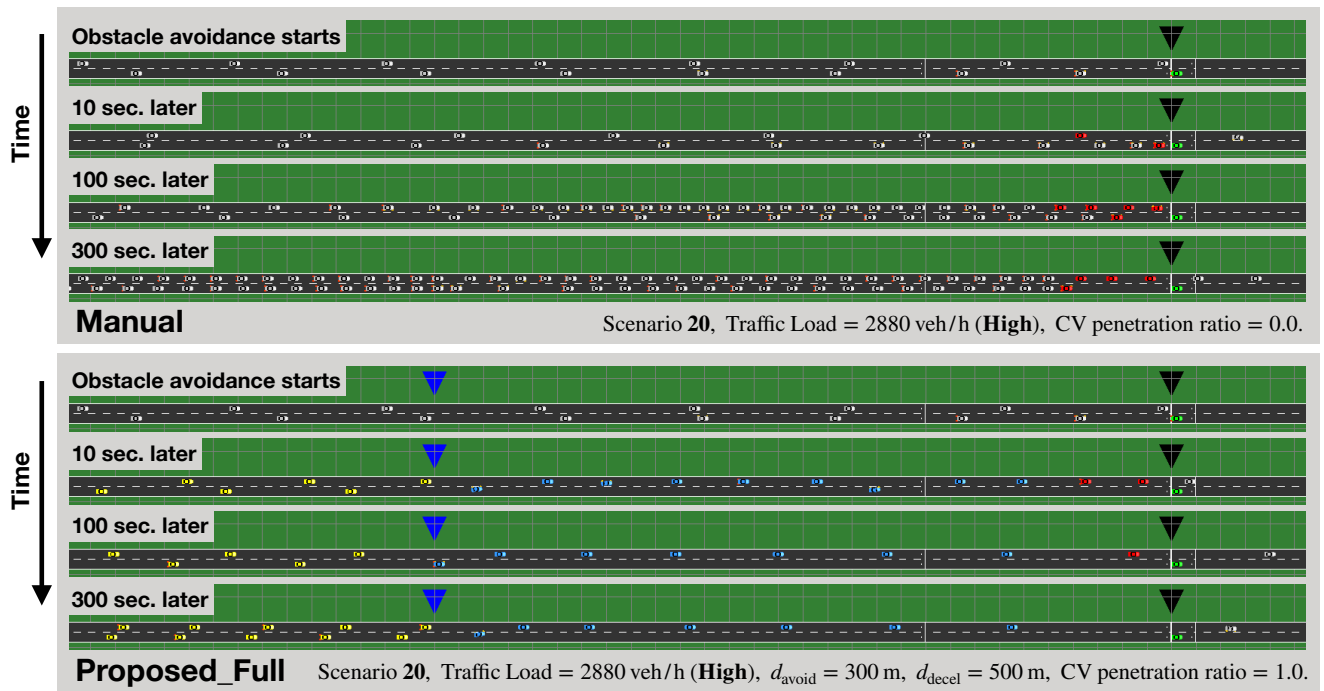 Time
Obstacle avoidance starts
10 sec. later
100 sec. later
300 sec. later
Manual
Scenario 20, Traffic Load = 2880 veh/h (High), CV penetration ratio = 0.0.
Time
Obstacle avoidance starts
10 sec. later
100 sec. later
300 sec. later
Proposed_Full
Scenario 20, Traffic Load = 2880 veh/h (High), d_avoid = 300 m, d_decel = 500 m, CV penetration ratio = 1.0.